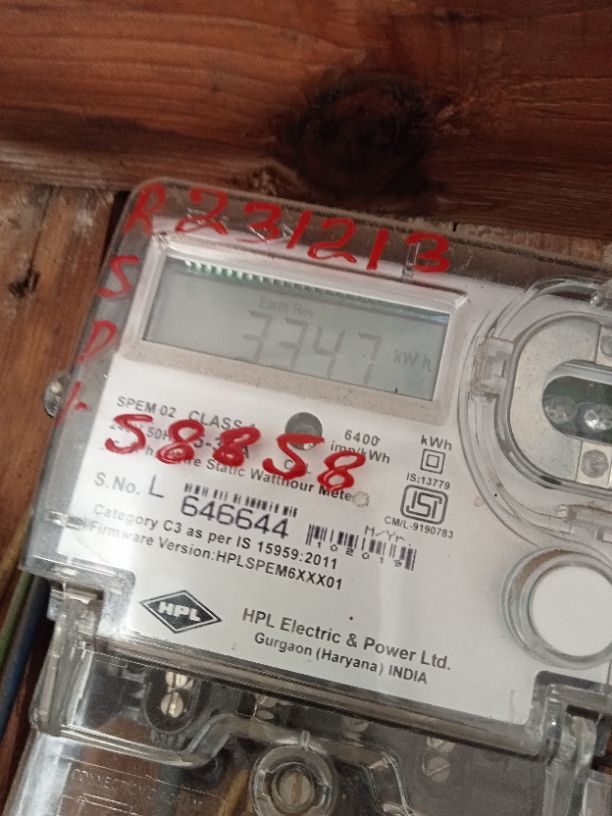 R 231213
S
D
Earth Rev
3347 kWh
SPEM 02 CLASS
6400
imp/kWh
kWh
58858
Static Watthour Meter
IS:13779
S.No. L 646644
CM/L-9190783
M/Yr.
102019
Category C3 as per IS 15959:2011
Firmware Version:HPLSPEM6XXX01
HPL
HPL Electric & Power Ltd.
Gurgaon (Haryana) INDIA